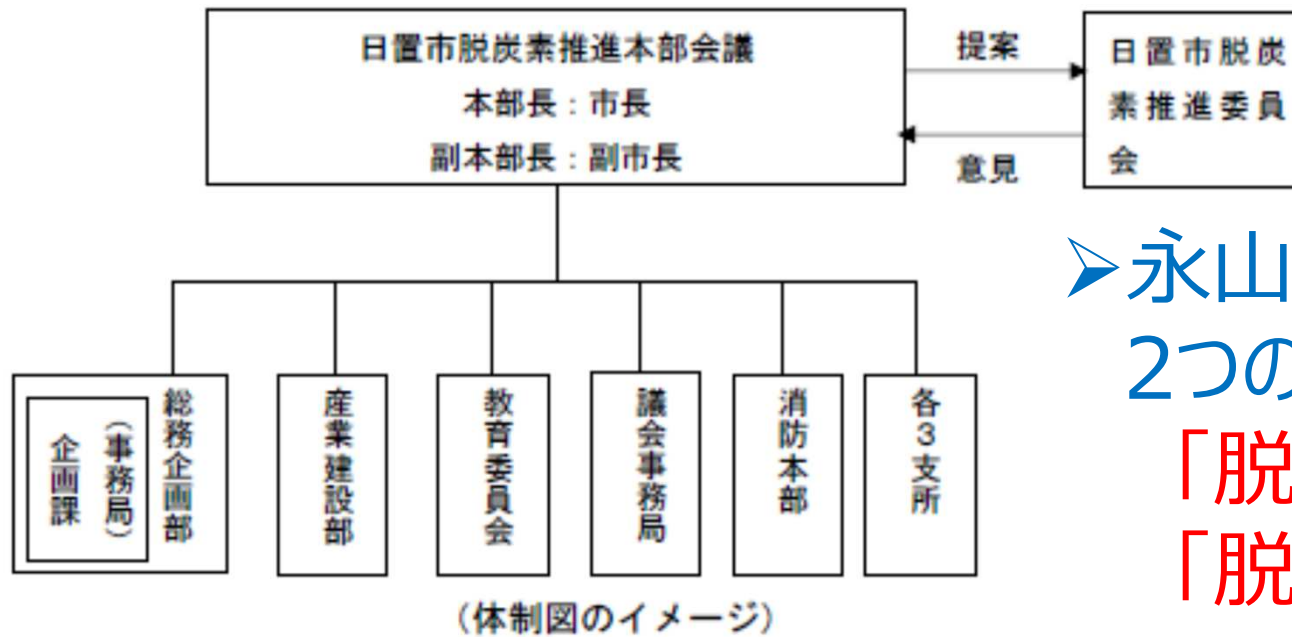 日置市脱炭素推進本部会議
本部長：市長
副本部長：副市長
提案
意見
日置市脱炭
素推進委員
会
➢永山
2つの
「脱
「脱
総務企画部
（事務局）
企画課
産業建設部
教育委員会
議会事務局
消防本部
各３支所
（体制図のイメージ）